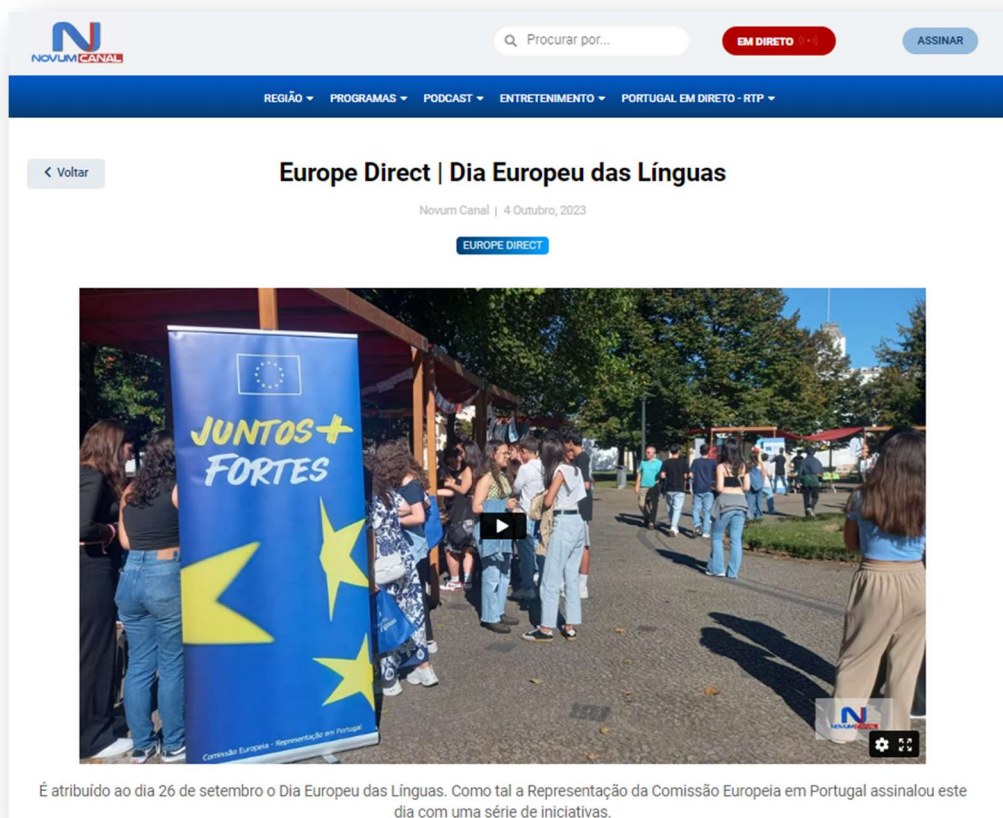 NOVUM CANAL
Procurar por...
EM DIRETO
ASSINAR
REGIÃO PROGRAMAS PODCAST ENTRETENIMENTO PORTUGAL EM DIRETO - RTP
Voltar
Europe Direct | Dia Europeu das Línguas
Novum Canal | 4 Outubro, 2023
EUROPE DIRECT
JUNTOS+
FORTES
Comissão Europeia - Representação em Portugal
NOVUM CANAL
É atribuído ao dia 26 de setembro o Dia Europeu das Línguas. Como tal a Representação da Comissão Europeia em Portugal assinalou este
dia com uma série de iniciativas.